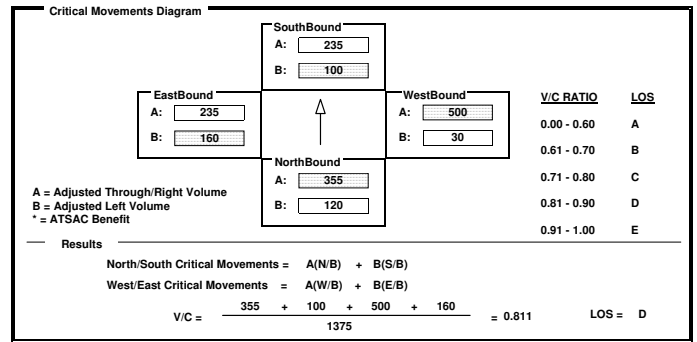 Critical Movements Diagram
SouthBound
A: 235
B: 100
EastBound
A: 235
B: 160
WestBound
A: 500
B: 30
NorthBound
A: 355
B: 120
V/C RATIO LOS
0.00 - 0.60 A
0.61 - 0.70 B
0.71 - 0.80 C
0.81 - 0.90 D
0.91 - 1.00 E
A = Adjusted Through/Right Volume
B = Adjusted Left Volume
* = ATSAC Benefit
Results
North/South Critical Movements = A(N/B) + B(S/B)
West/East Critical Movements = A(W/B) + B(E/B)
V/C = 355 + 100 + 500 + 160 = 0.811 LOS = D
1375